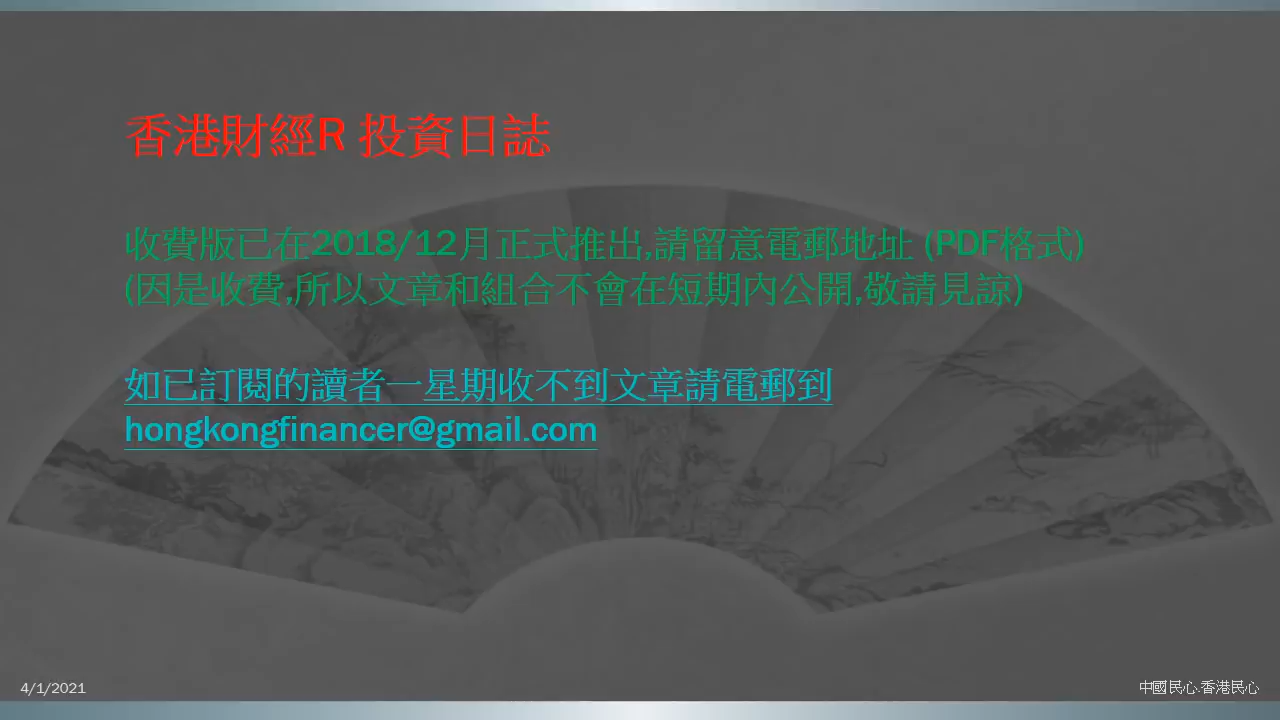 香港財經R 投資日誌
收費版已在2018/12月正式推出,請留意電郵地址 (PDF格式)
(因是收費,所以文章和組合不會在短期內公開,敬請見諒)
如已訂閱的讀者一星期收不到文章請電郵到
hongkongfinancer@gmail.com
4/1/2021
中國民心.香港民心